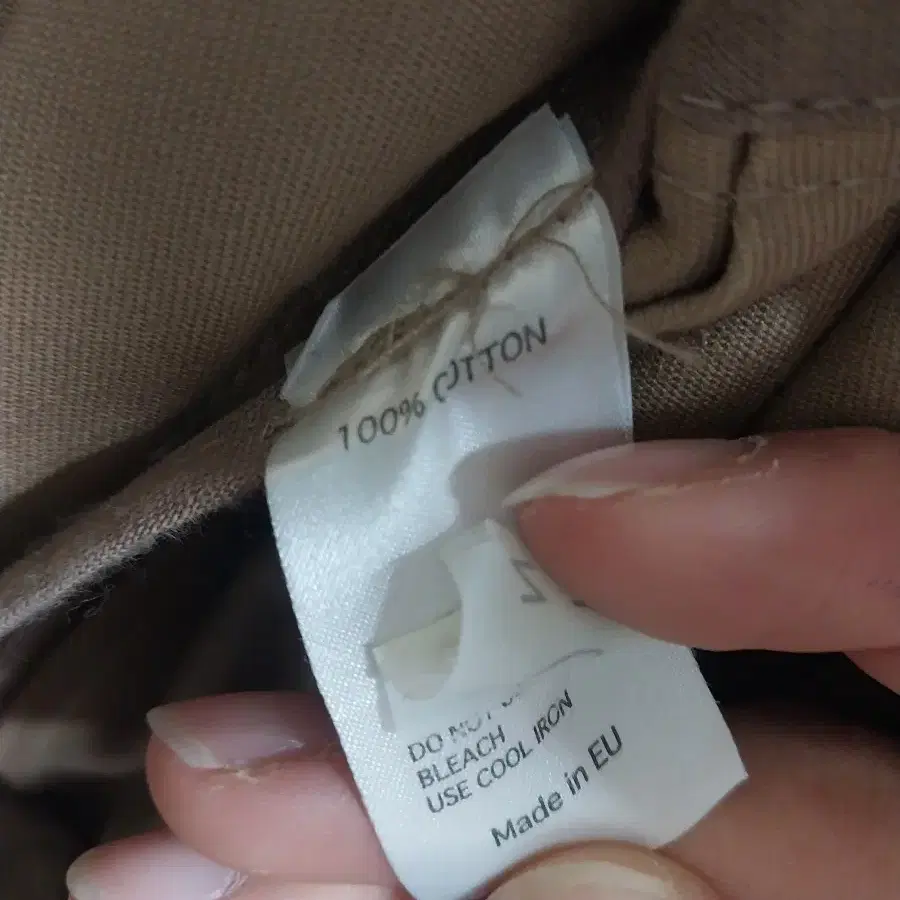 100% COTTON
DO NOT
BLEACH
USE COOL IRON
Made in EU